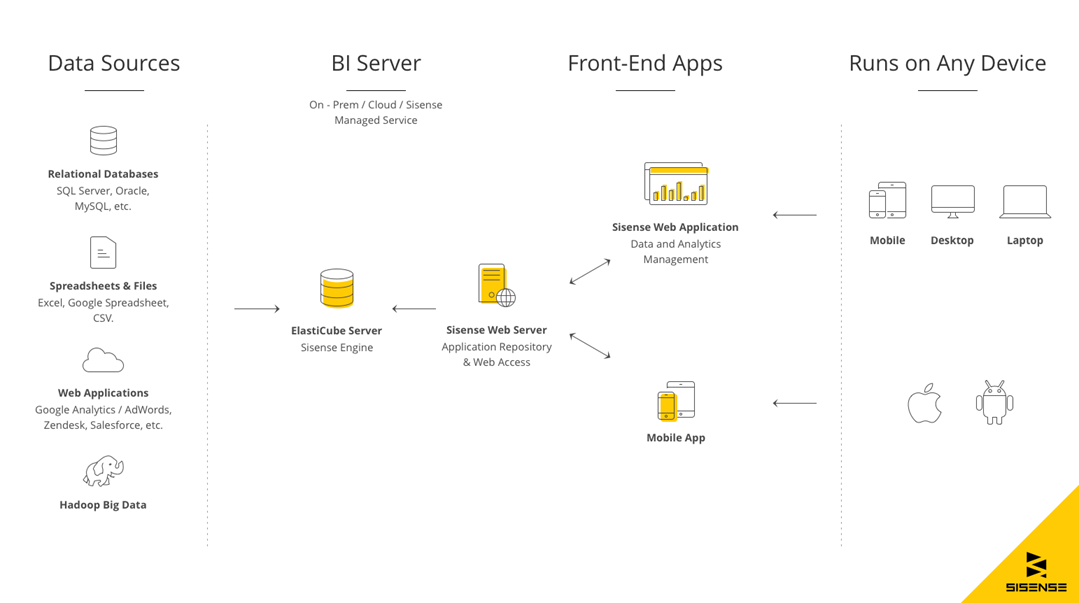 Data Sources
BI Server
Front-End Apps
Runs on Any Device
On - Prem / Cloud / Sisense
Managed Service
Relational Databases
SQL Server, Oracle,
MySQL, etc.
Spreadsheets & Files
Excel, Google Spreadsheet,
CSV.
Web Applications
Google Analytics / AdWords,
Zendesk, Salesforce, etc.
Hadoop Big Data
ElastiCube Server
Sisense Engine
Sisense Web Server
Application Repository
& Web Access
Sisense Web Application
Data and Analytics
Management
Mobile App
Mobile
Desktop
Laptop
SISENSE